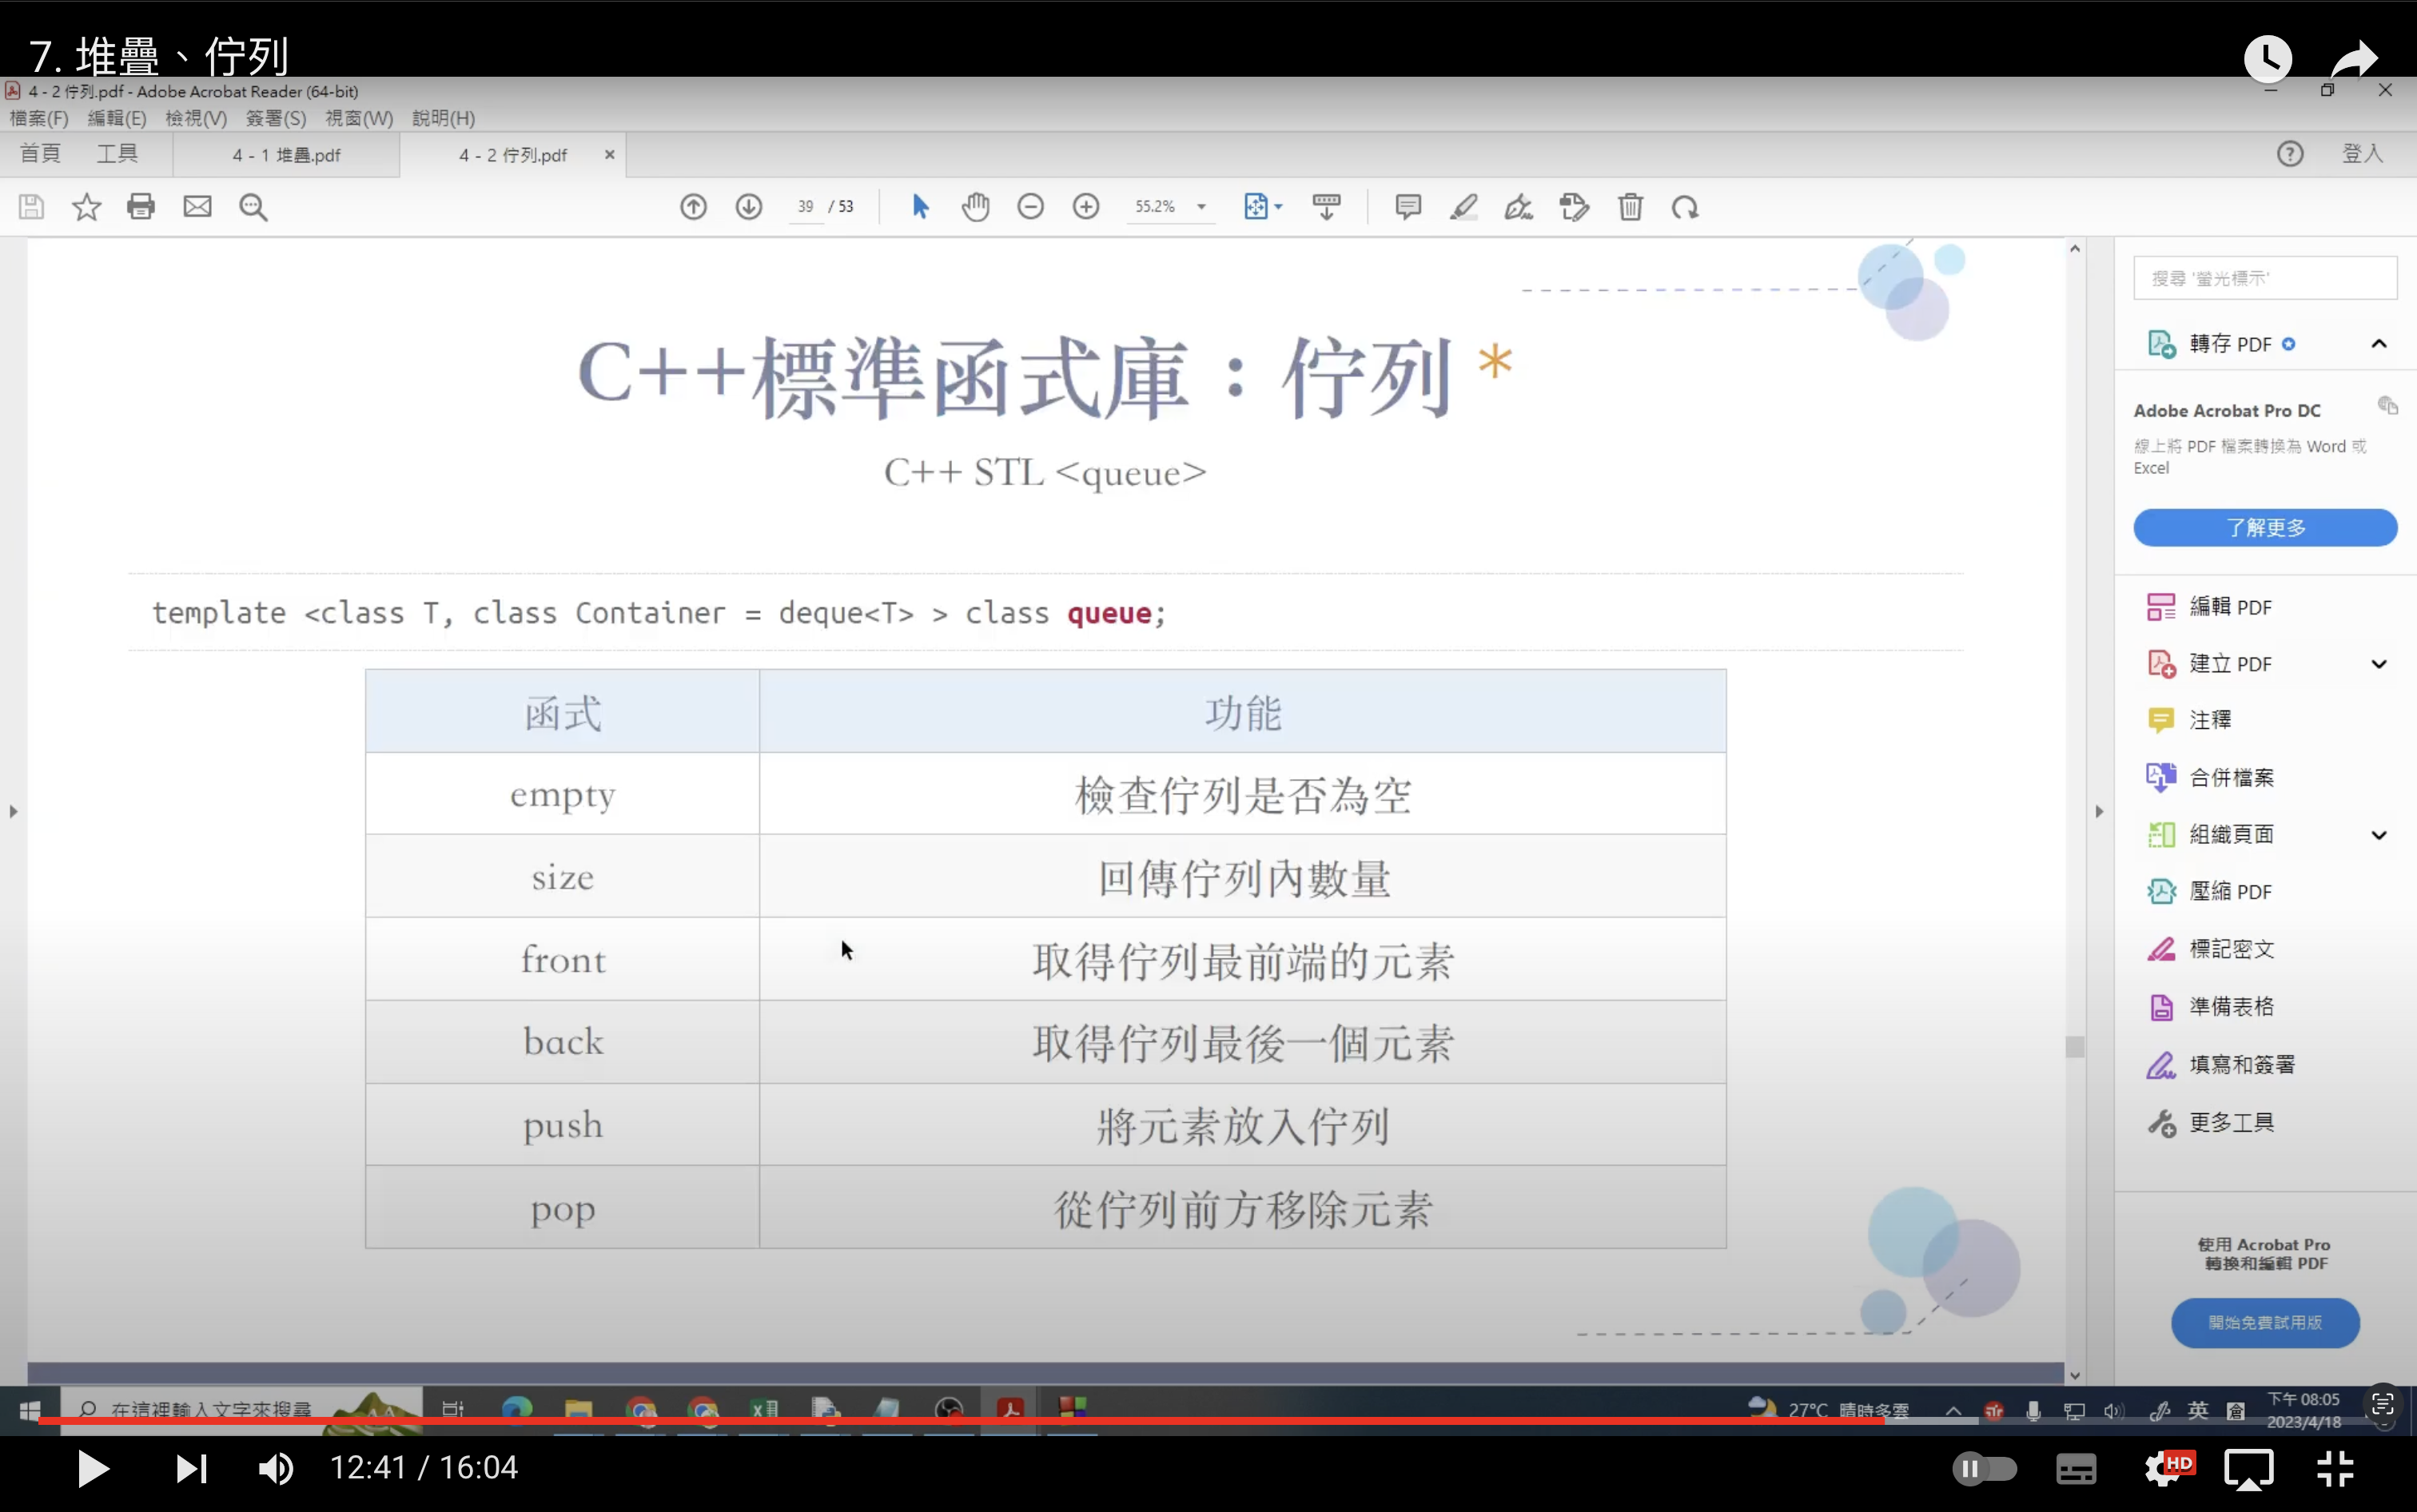 7. 堆疊、佇列
4 - 2 佇列.pdf - Adobe Acrobat Reader (64-bit)
檔案(F) 編輯(E) 檢視(V) 簽署(S) 視窗(W) 說明(H)
首頁 工具 4 - 1 堆疊.pdf 4 - 2 佇列.pdf × 登入
39 / 53 55.2%
C++標準函式庫：佇列 *
C++ STL <queue>
template <class T, class Container = deque<T> > class queue;
函式 功能
empty 檢查佇列是否為空
size 回傳佇列內數量
front 取得佇列最前端的元素
back 取得佇列最後一個元素
push 將元素放入佇列
pop 從佇列前方移除元素
搜尋 '螢光標示'
轉存 PDF
Adobe Acrobat Pro DC
線上將 PDF 檔案轉換為 Word 或
Excel
了解更多
編輯 PDF
建立 PDF
注釋
合併檔案
組織頁面
壓縮 PDF
標記密文
準備表格
填寫和簽署
更多工具
使用 Acrobat Pro
轉換和編輯 PDF
開始免費試用版
在這裡輸入文字來搜尋
27°C 晴時多雲
英
下午 08:05
2023/4/18
12:41 / 16:04
HD